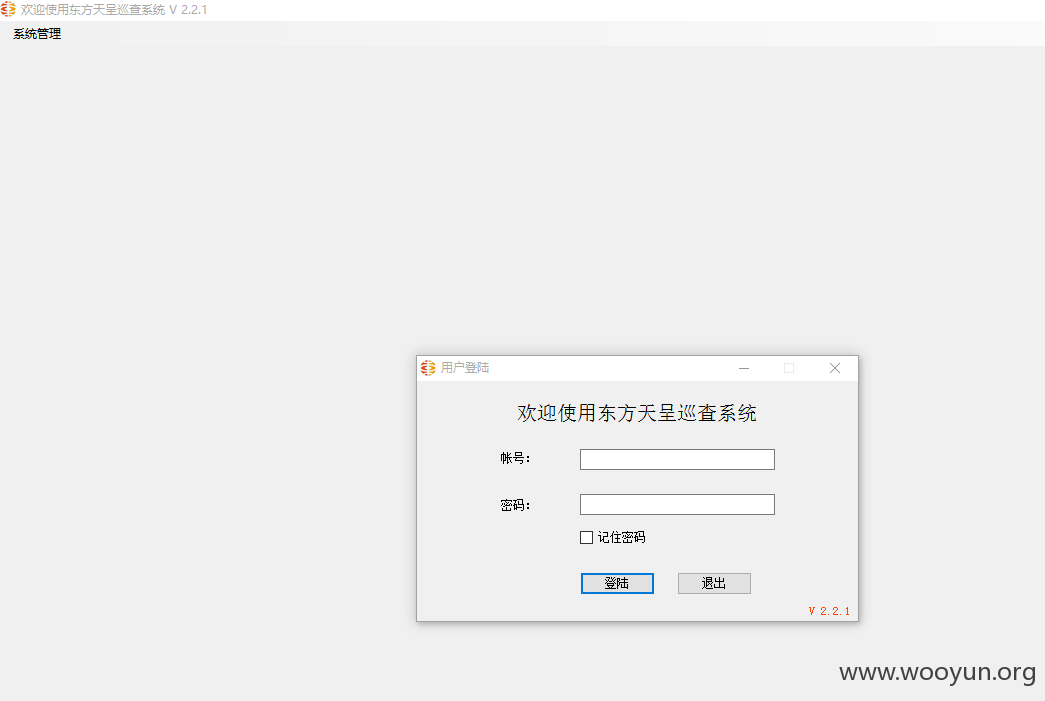 欢迎使用东方天呈巡查系统 V 2.2.1
系统管理
用户登陆
欢迎使用东方天呈巡查系统
帐号:
密码:
记住密码
登陆 退出
V 2.2.1
www.wooyun.org